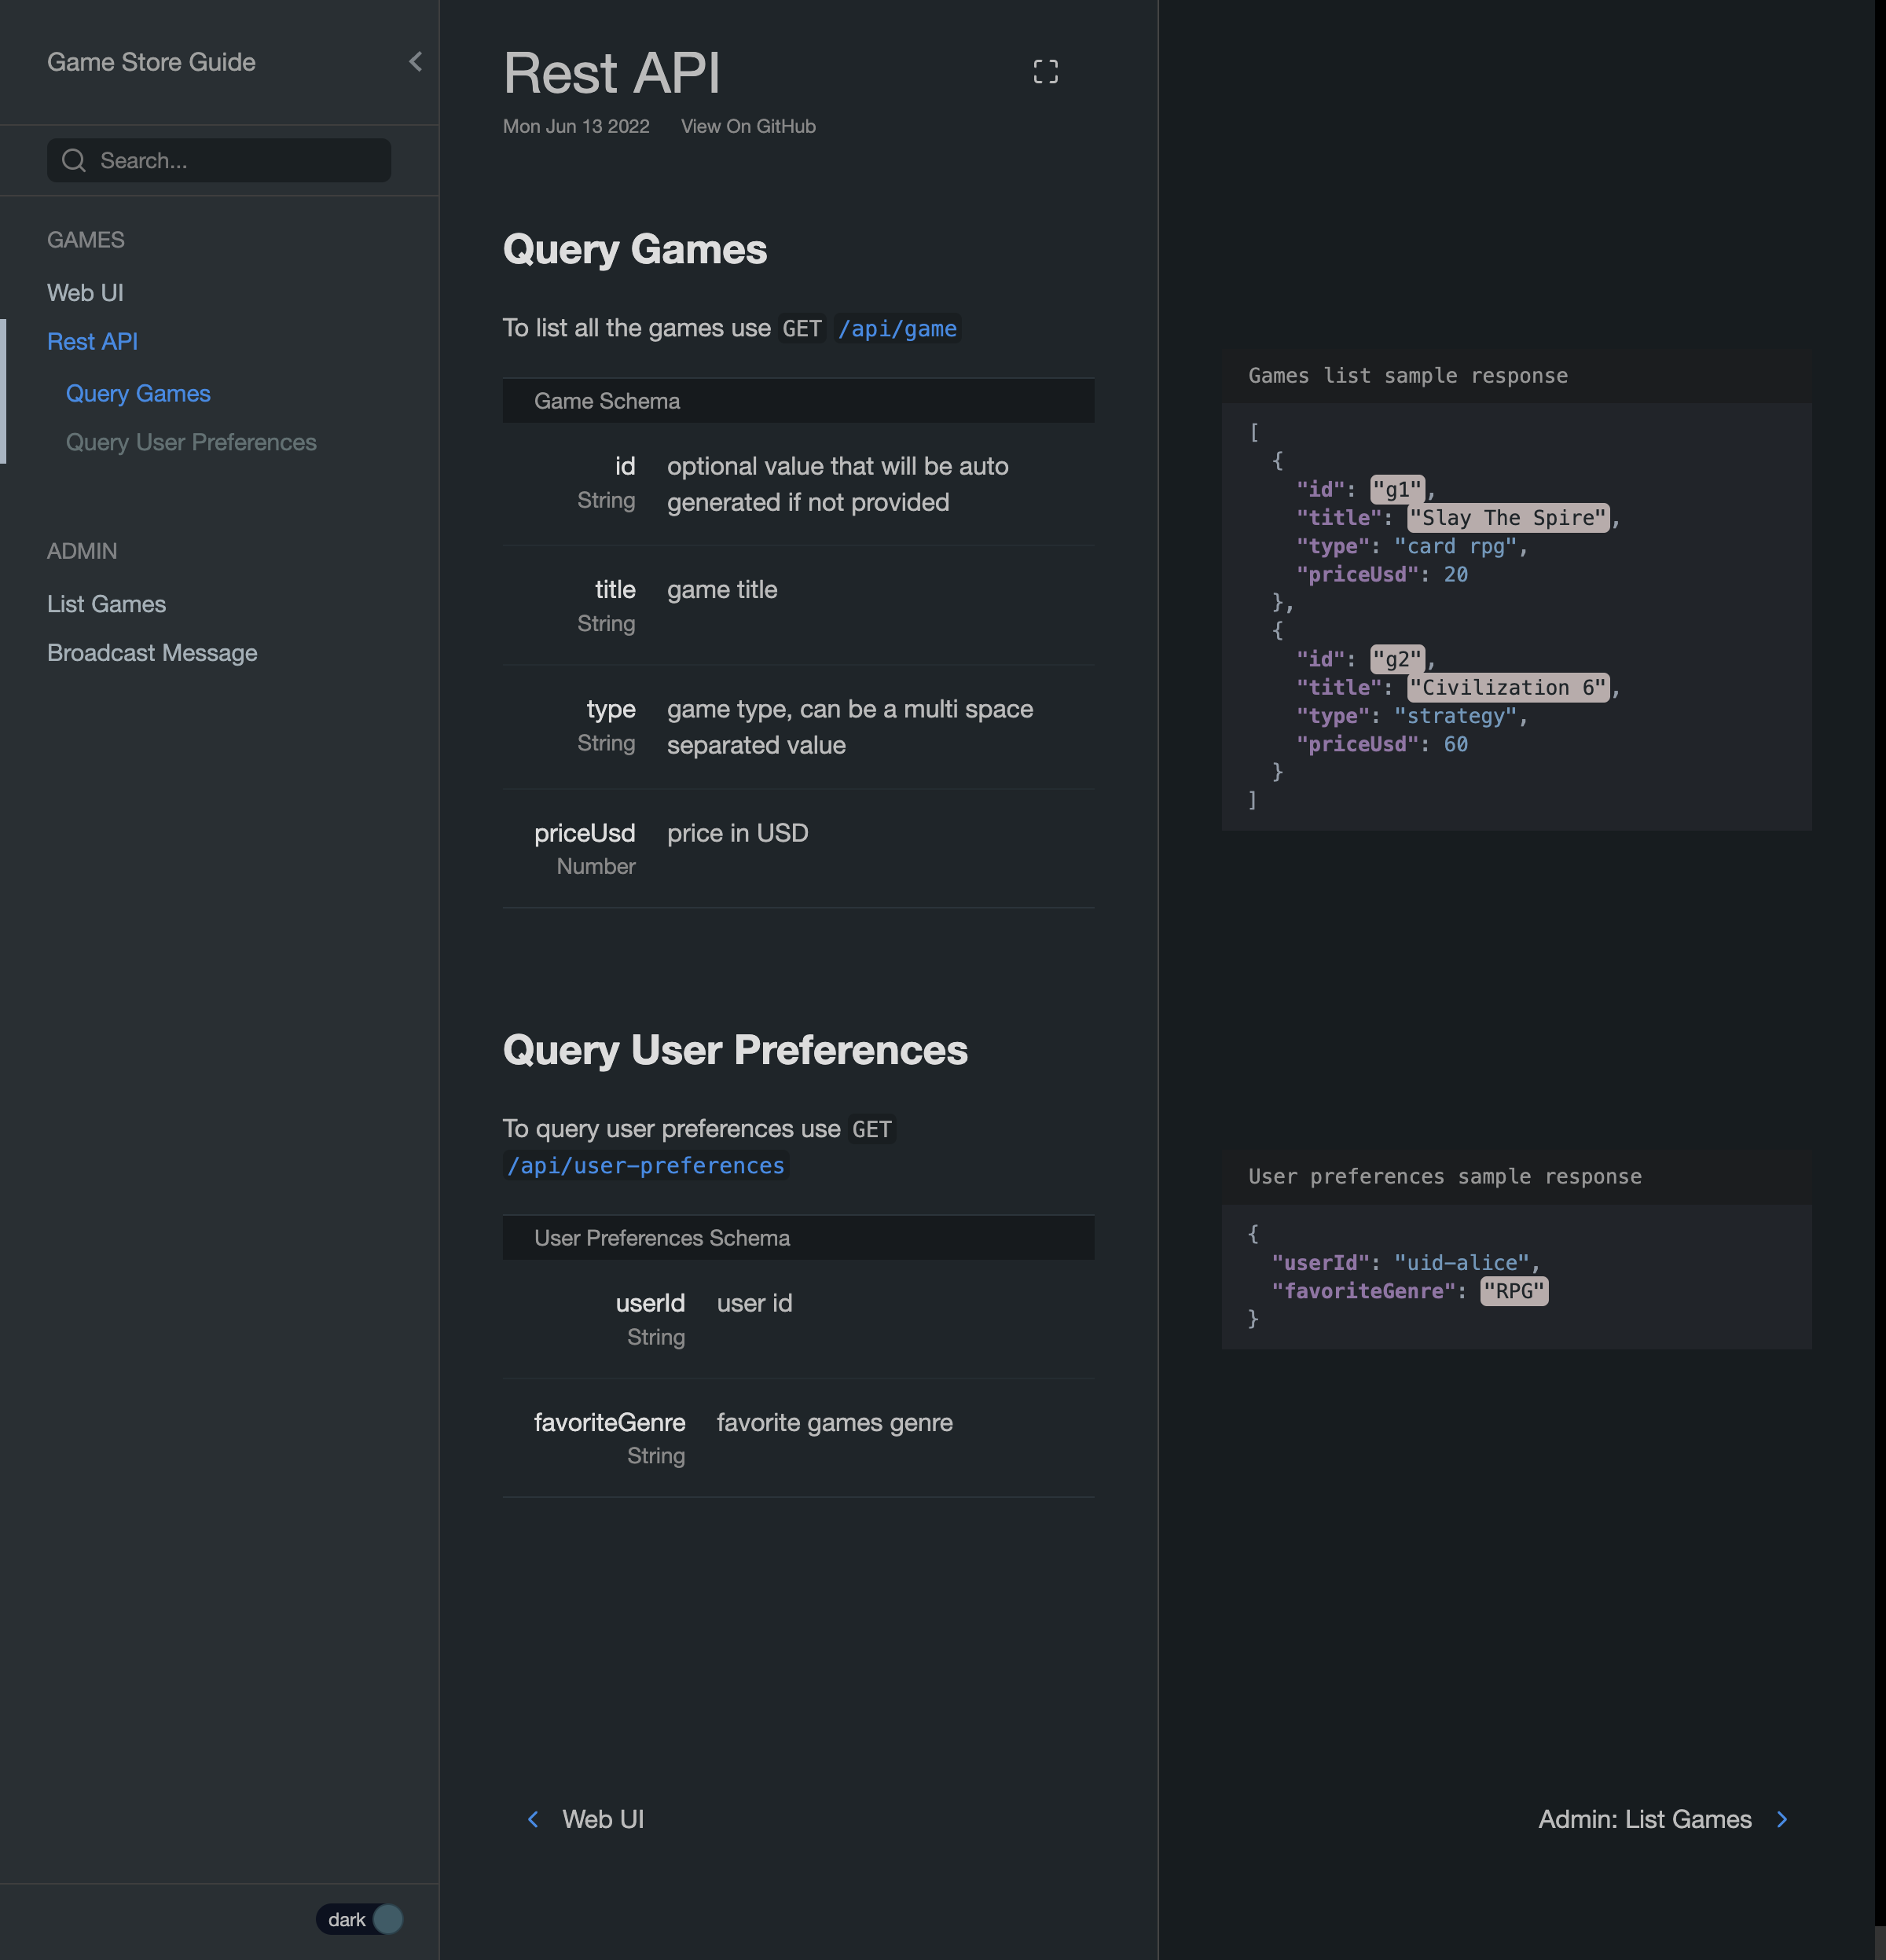 Game Store Guide
Search...
GAMES
Web UI
Rest API
Query Games
Query User Preferences
ADMIN
List Games
Broadcast Message
dark
Rest API
Mon Jun 13 2022 View On GitHub
Query Games
To list all the games use GET /api/game
Game Schema
id optional value that will be auto
String generated if not provided
title game title
String
type game type, can be a multi space
String separated value
priceUsd price in USD
Number
Query User Preferences
To query user preferences use GET
/api/user-preferences
User Preferences Schema
userId user id
String
favoriteGenre favorite games genre
String
Games list sample response
[
{
"id": "g1",
"title": "Slay The Spire",
"type": "card rpg",
"priceUsd": 20
},
{
"id": "g2",
"title": "Civilization 6",
"type": "strategy",
"priceUsd": 60
}
]
User preferences sample response
{
"userId": "uid-alice",
"favoriteGenre": "RPG"
}
Web UI
Admin: List Games